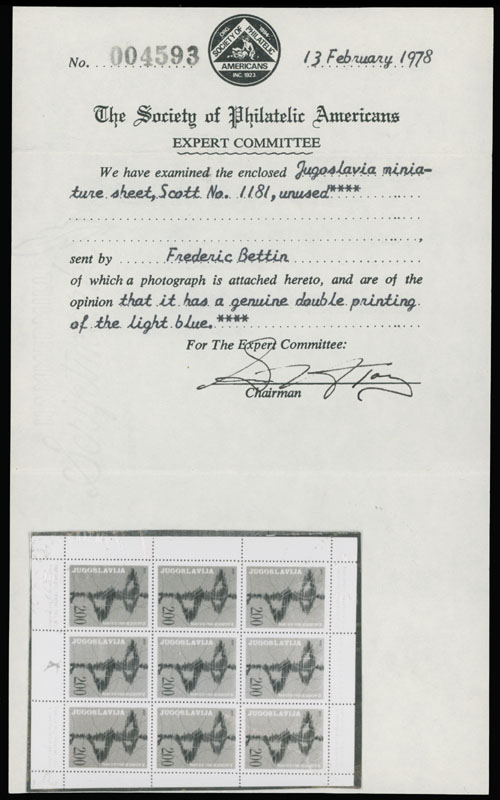 ORG. 1894
SOCIETY OF PHILATELIC
AMERICANS
INC. 1923
No. 004593
13 February 1978
The Society of Philatelic Americans
EXPERT COMMITTEE
We have examined the enclosed Jugoslavia minia-
ture sheet, Scott No. 1181, unused****
sent by Frederic Bettin
of which a photograph is attached hereto, and are of the
opinion that it has a genuine double printing
of the light blue.****
For The Expert Committee:
Chairman
JUGOSLAVIJA JUGOSLAVIJA JUGOSLAVIJA
200 200 200
JUGOSLAVIJA JUGOSLAVIJA JUGOSLAVIJA
200 200 200
JUGOSLAVIJA JUGOSLAVIJA JUGOSLAVIJA
200 200 200